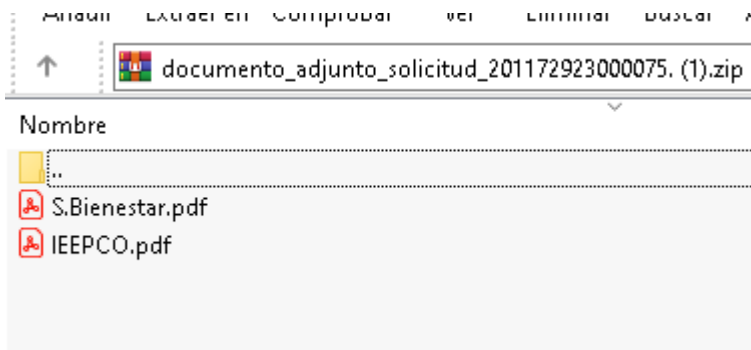 Añadir Extraer en Comprobar Ver Eliminar Buscar
documento_adjunto_solicitud_201172923000075. (1).zip
Nombre
..
S.Bienestar.pdf
IEEPCO.pdf